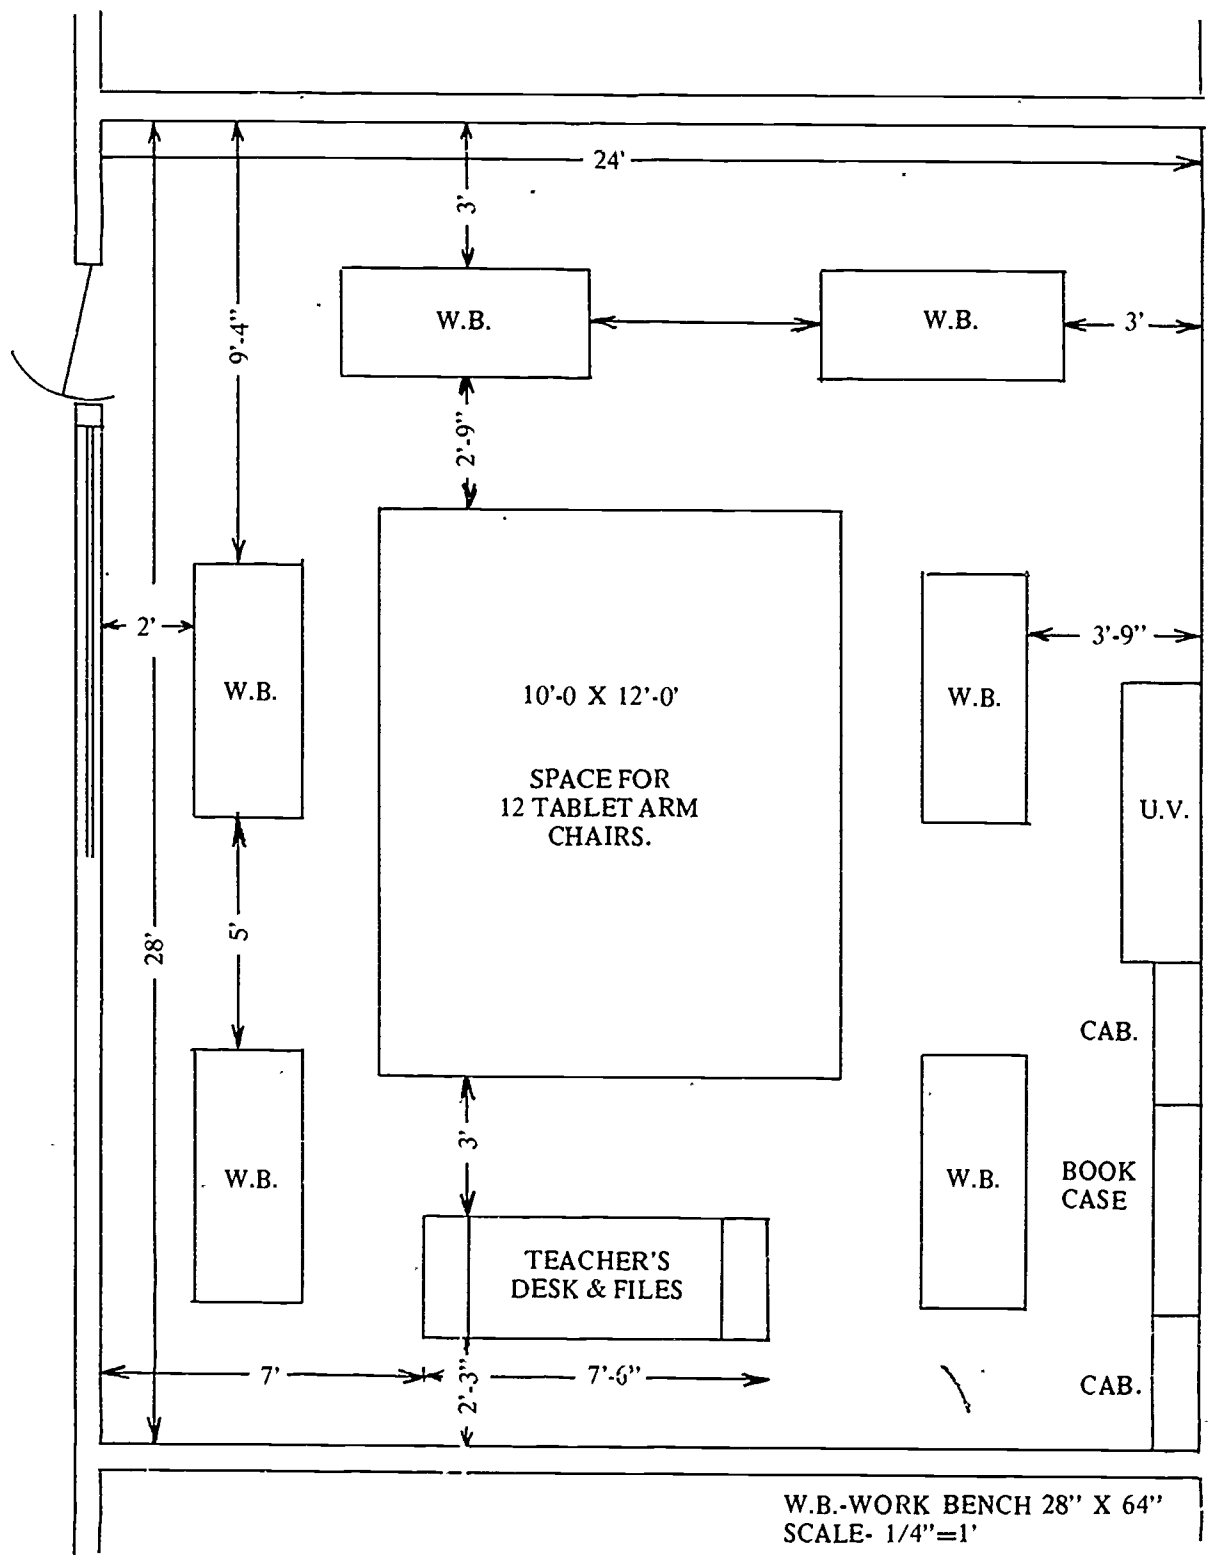 24'
3'
W.B.
W.B.
3'
9'-4"
2'-9"
2'
3'-9"
W.B.
10'-0 X 12'-0'
W.B.
SPACE FOR
12 TABLET ARM
CHAIRS.
U.V.
28'
5'
CAB.
3'
W.B.
W.B.
BOOK
CASE
TEACHER'S
DESK & FILES
7'
2'-3"
7'-6"
CAB.
W.B.-WORK BENCH 28" X 64"
SCALE- 1/4"=1'